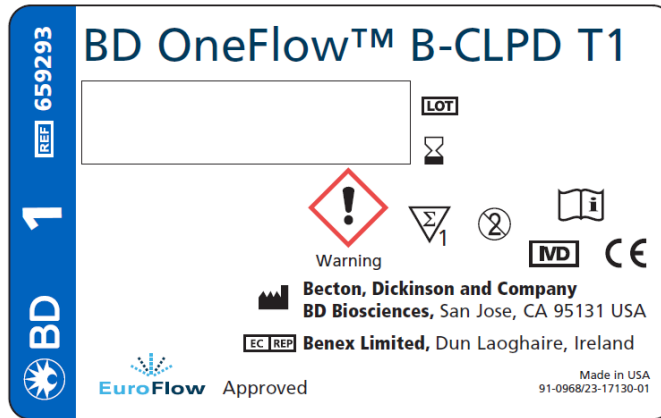 BD OneFlow™ B-CLPD T1
REF 659293
1
BD
LOT
Warning
Σ
1
2
i
IVD
CE
Becton, Dickinson and Company
BD Biosciences, San Jose, CA 95131 USA
EC REP Benex Limited, Dun Laoghaire, Ireland
EuroFlow Approved
Made in USA
91-0968/23-17130-01